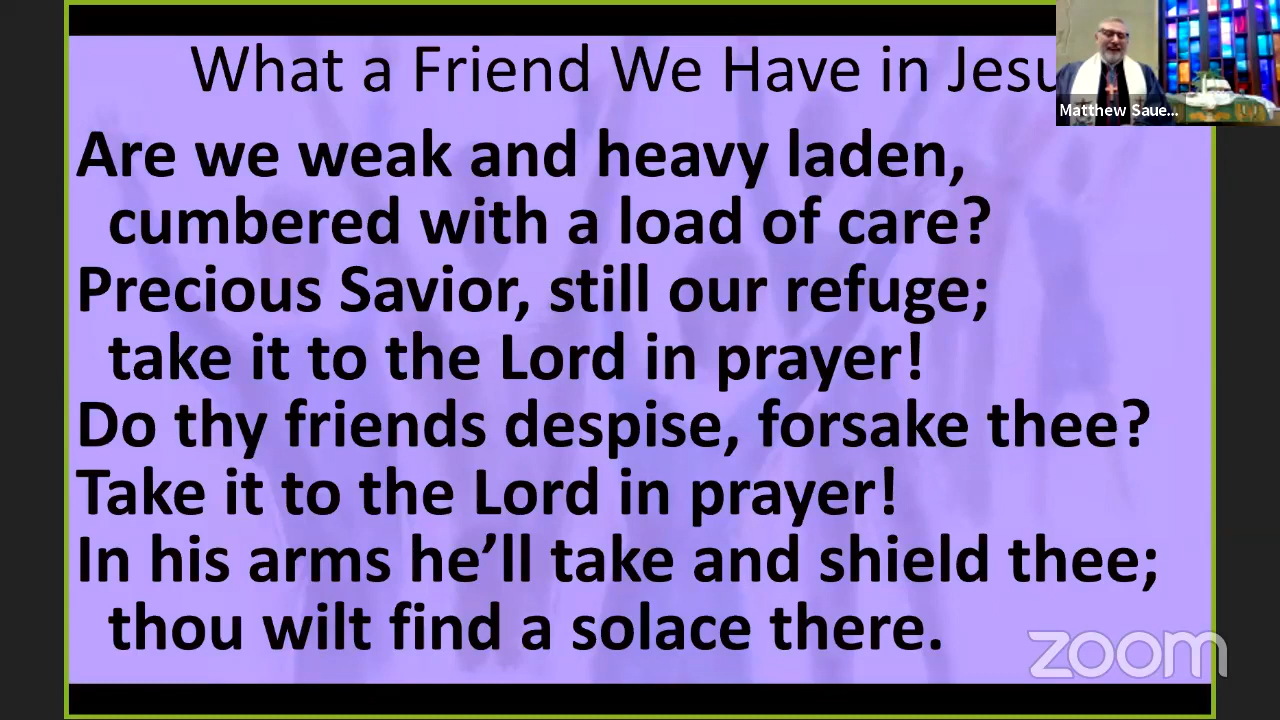 What a Friend We Have in Jesu
Matthew Saue...
Are we weak and heavy laden,
cumbered with a load of care?
Precious Savior, still our refuge;
take it to the Lord in prayer!
Do thy friends despise, forsake thee?
Take it to the Lord in prayer!
In his arms he’ll take and shield thee;
thou wilt find a solace there.
zoom